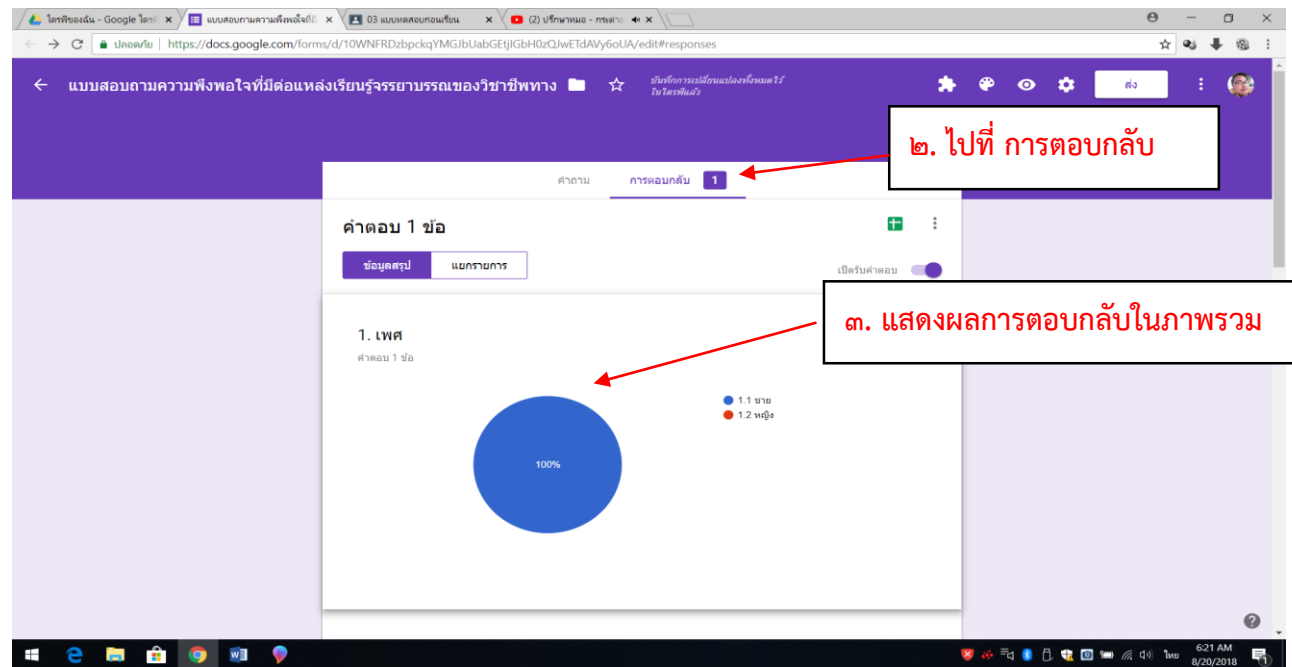 ไดรฟ์ของฉัน - Google ไดรฟ์
แบบสอบถามความพึงพอใจที่มี
03 แบบทดสอบก่อนเรียน
(2) ปรึกษาหมอ - กระต่าย
ปลอดภัย
https://docs.google.com/forms/d/10WNFRDzbpckqYMGJbUabGEtjIGbH0zQJwETdAVy6oUA/edit#responses
แบบสอบถามความพึงพอใจที่มีต่อแหล่งเรียนรู้จรรยาบรรณของวิชาชีพทาง
บันทึกการเปลี่ยนแปลงทั้งหมดไว้
ในไดรฟ์แล้ว
ส่ง
๒. ไปที่ การตอบกลับ
คำถาม
การตอบกลับ 1
คำตอบ 1 ข้อ
ข้อมูลสรุป
แยกรายการ
เปิดรับคำตอบ
๓. แสดงผลการตอบกลับในภาพรวม
1. เพศ
คำตอบ 1 ข้อ
1.1 ชาย
1.2 หญิง
100%
ไทย
6:21 AM
8/20/2018